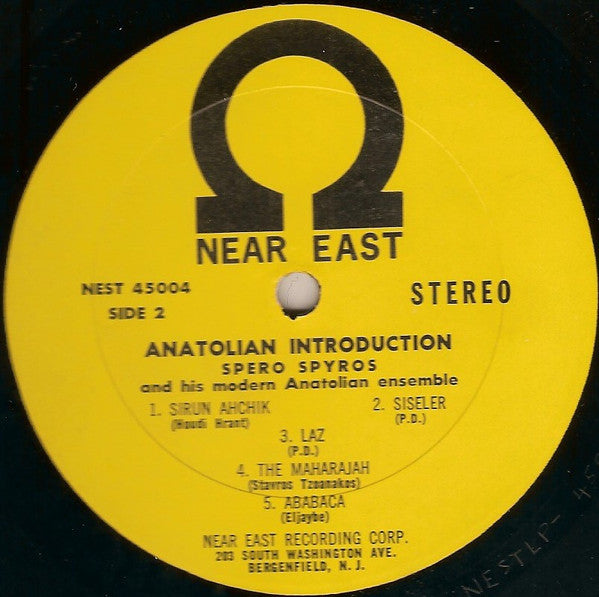 NEAR EAST
NEST 45004
STEREO
SIDE 2
ANATOLIAN INTRODUCTION
SPERO SPYROS
and his modern Anatolian ensemble
1. SIRUN AHCHIK 2. SISELER
(Houdi Hrant) (P.D.)
3. LAZ
(P.D.)
4. THE MAHARAJAH
(Stavros Tzoanakos)
5. ABABACA
(Eljaybe)
NEAR EAST RECORDING CORP.
203 SOUTH WASHINGTON AVE.
BERGENFIELD, N. J.
NESTLP-